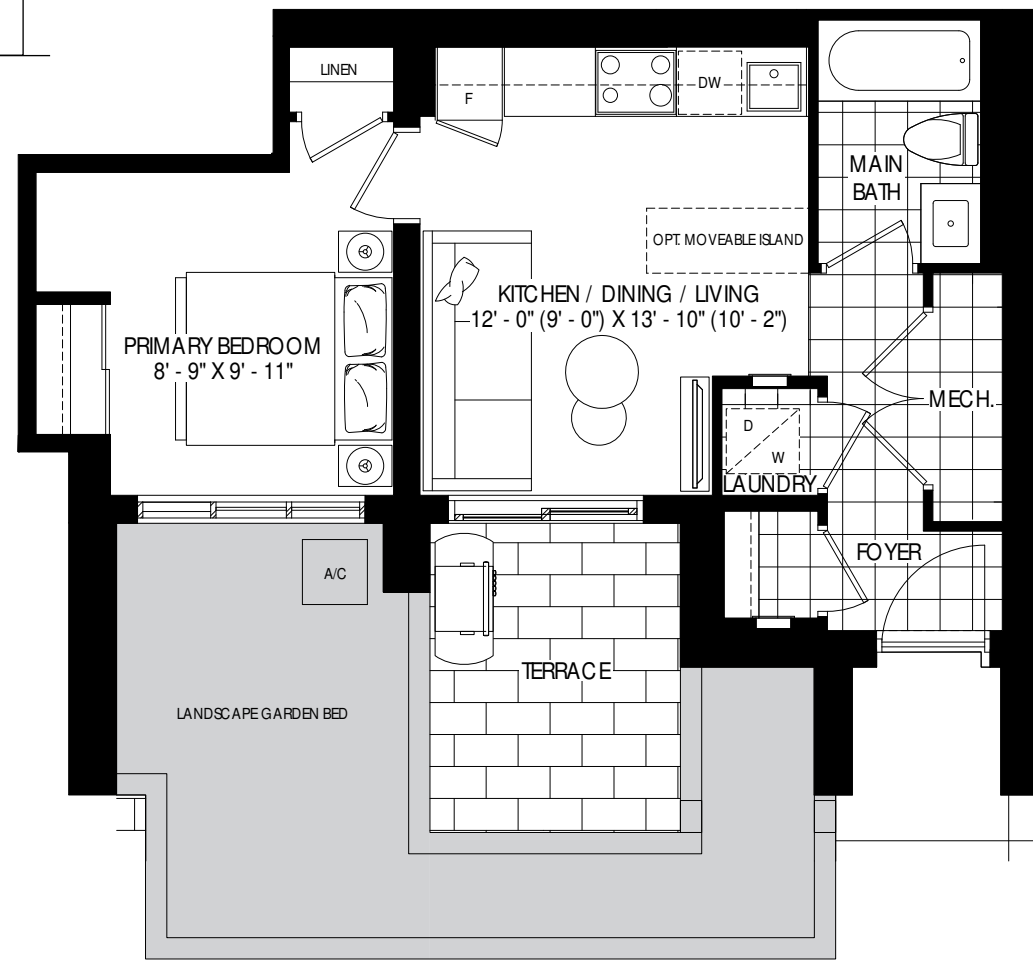 LINEN
F
DW
MAIN
BATH
OPT. MOVEABLE ISLAND
KITCHEN / DINING / LIVING
12' - 0" (9' - 0") X 13' - 10" (10' - 2")
PRIMARY BEDROOM
8' - 9" X 9' - 11"
MECH.
D
W
LAUNDRY
FOYER
A/C
TERRACE
LANDSCAPE GARDEN BED